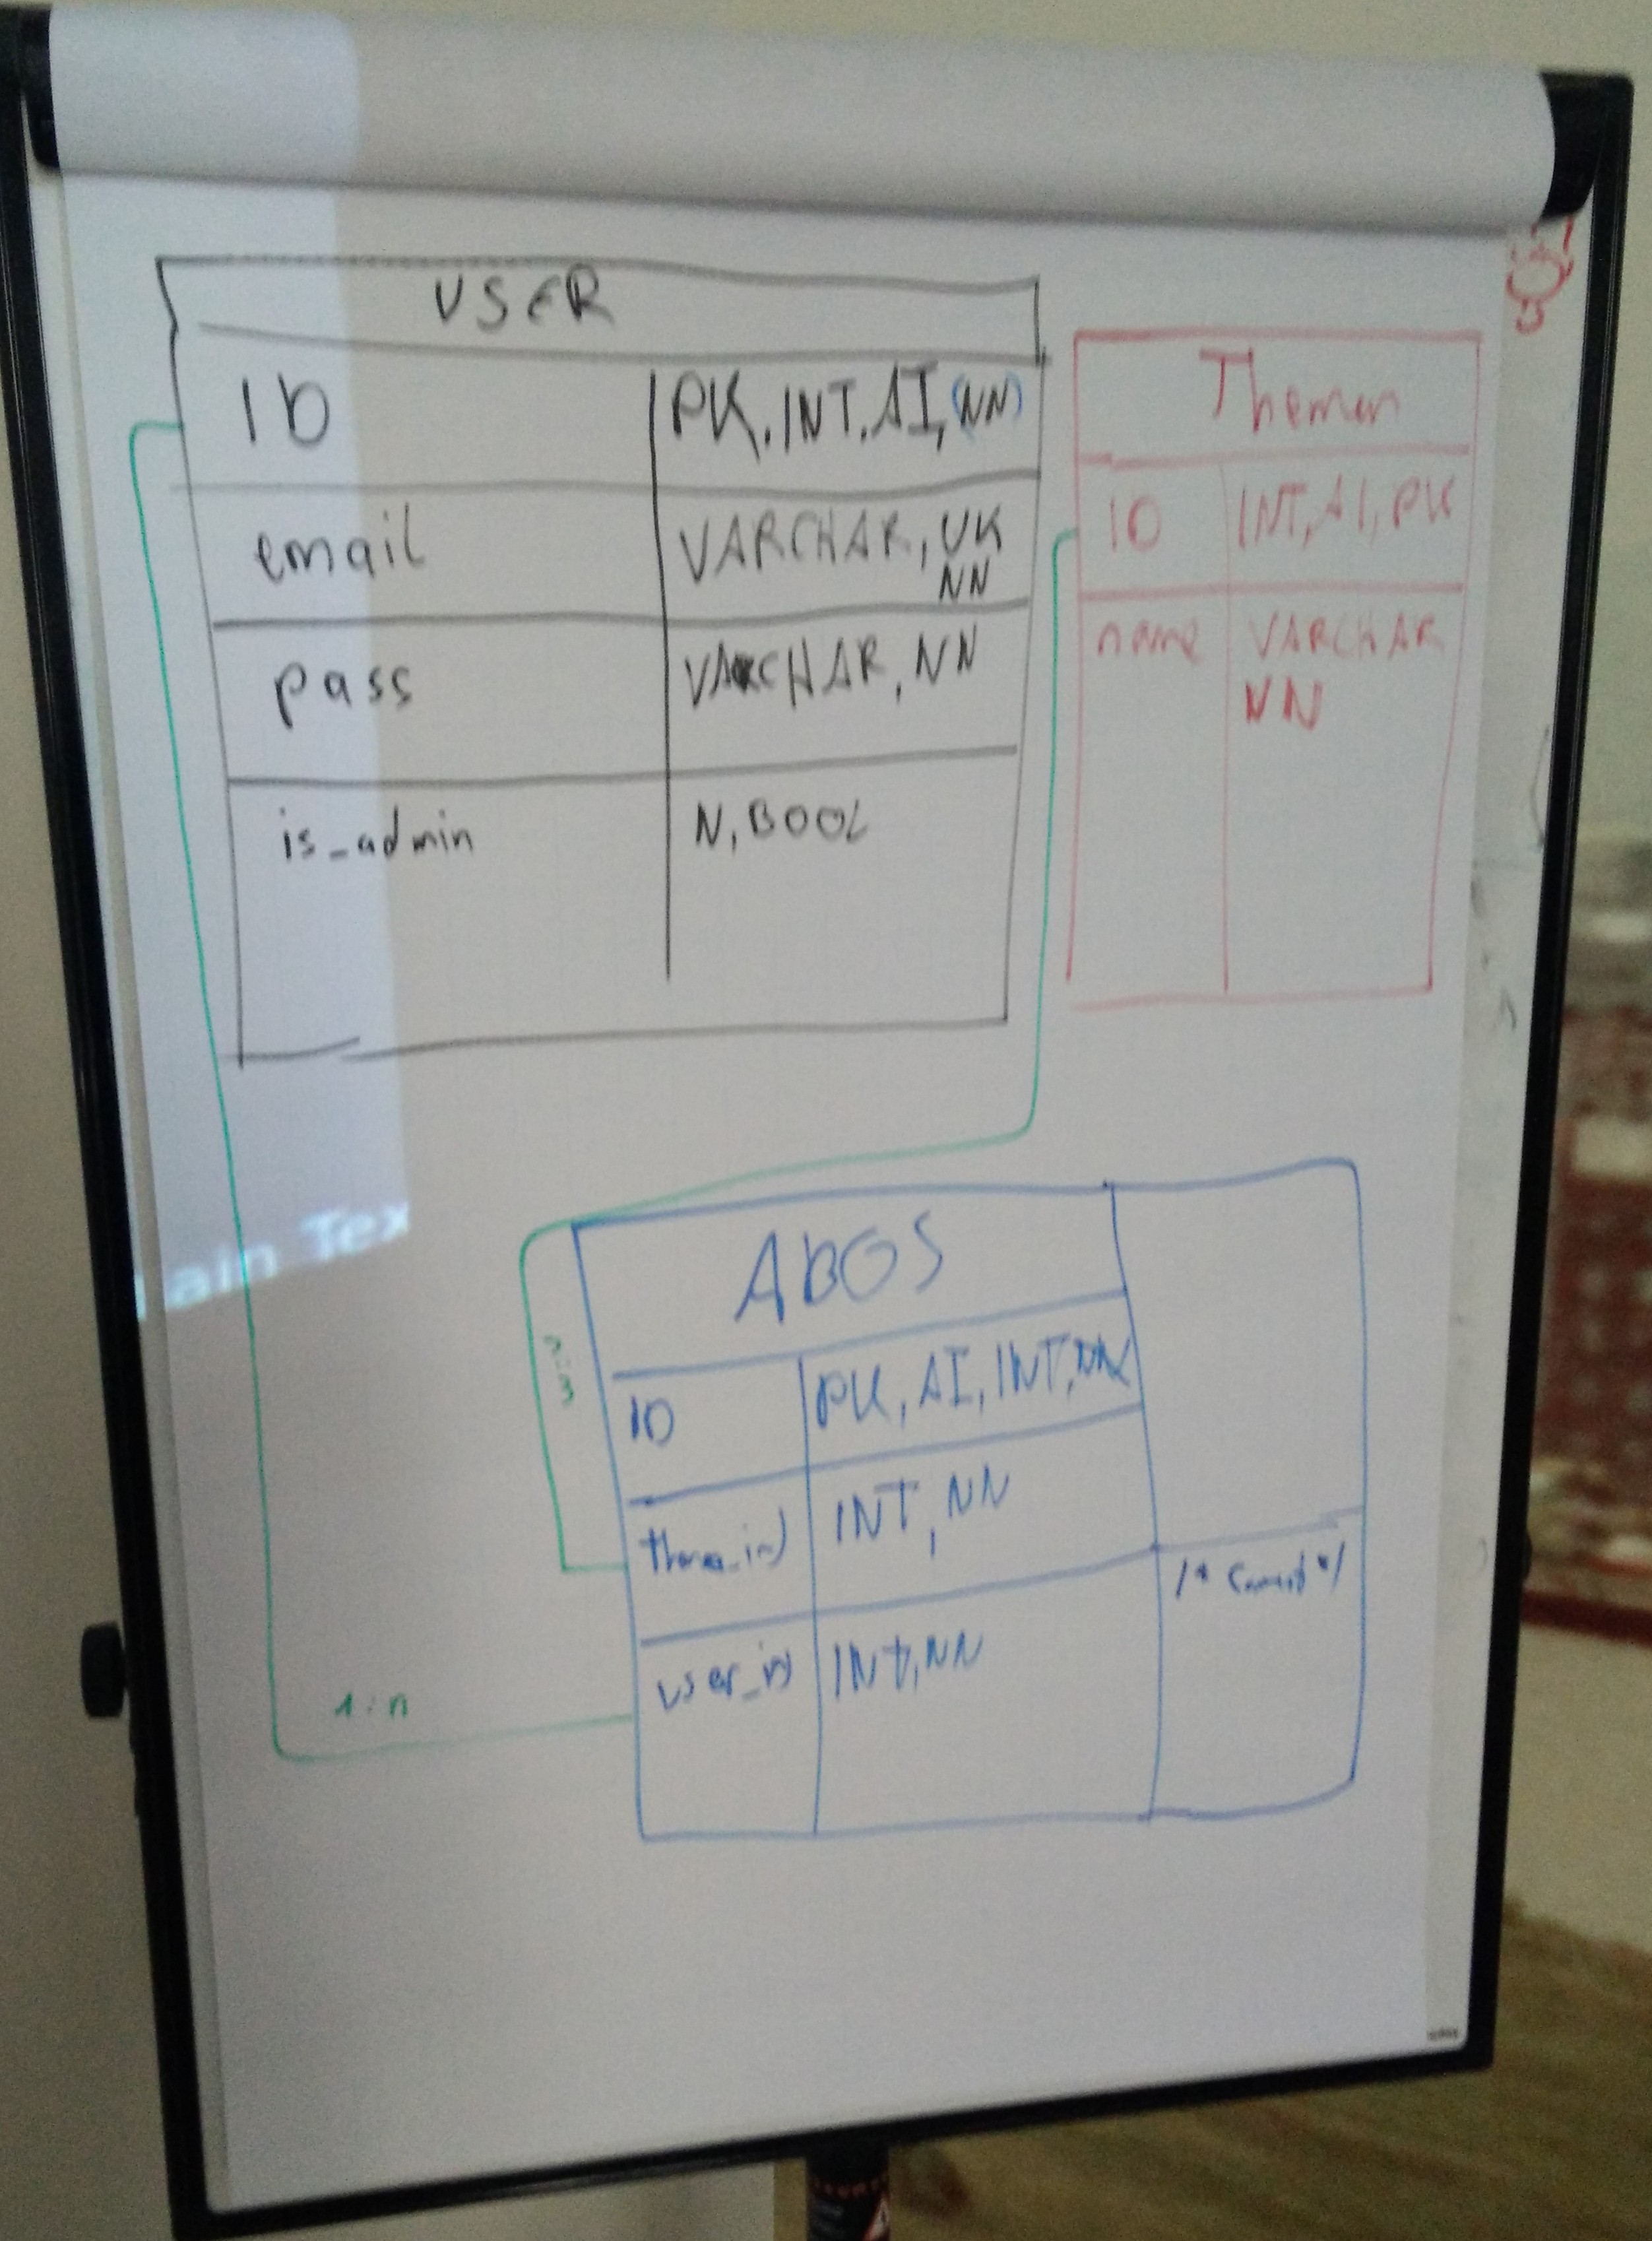 USER
ID PK, INT, AI, (NN)
email VARCHAR, UK
NN
pass VARCHAR, NN
is_admin N, BOOL
Themen
ID INT, AI, PK
name VARCHAR
NN
ain Tex
ABOS
ID PK, AI, INT, NN
thema_id INT, NN
user_id INT, NN
/* */
1:n